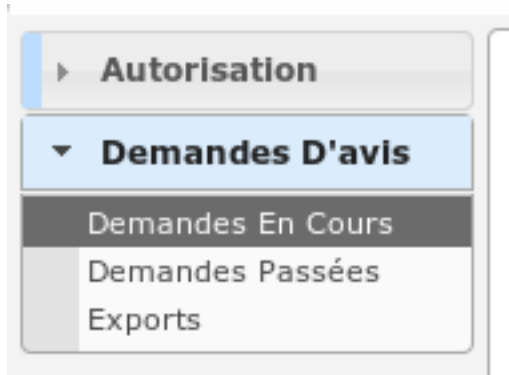 Autorisation
Demandes D'avis
Demandes En Cours
Demandes Passées
Exports